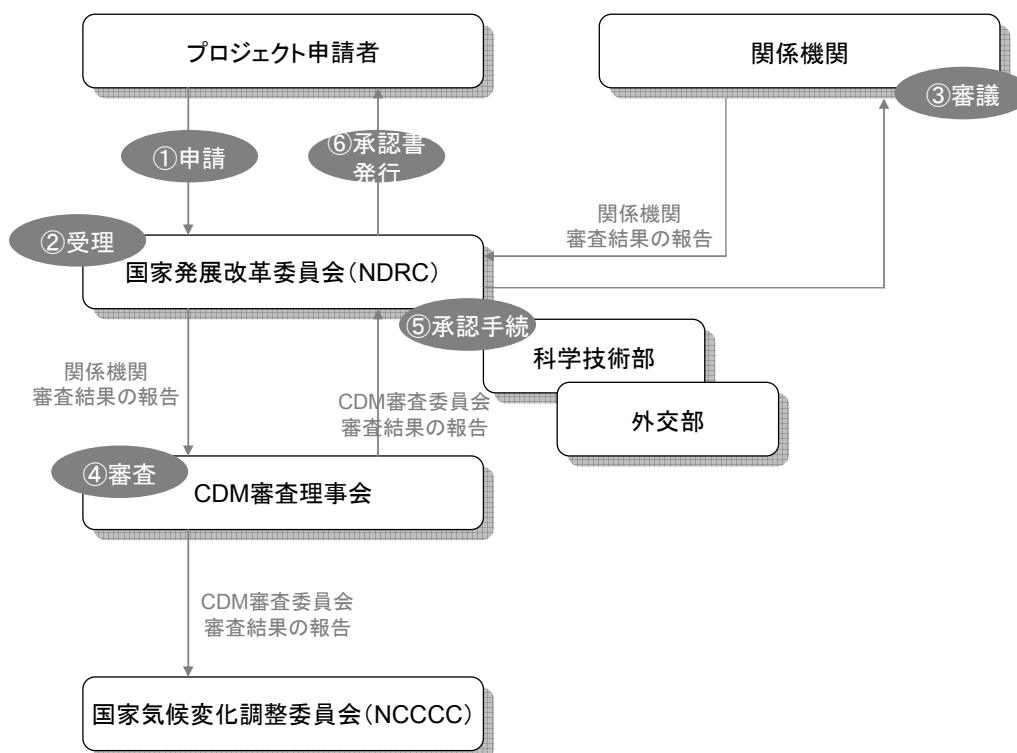 プロジェクト申請者
関係機関
③審議
①申請
⑥承認書
発行
関係機関
審査結果の報告
②受理
国家発展改革委員会(NDRC)
⑤承認手続
科学技術部
外交部
関係機関
審査結果の報告
CDM審査委員会
審査結果の報告
④審査
CDM審査理事会
CDM審査委員会
審査結果の報告
国家気候変化調整委員会(NCCCC)